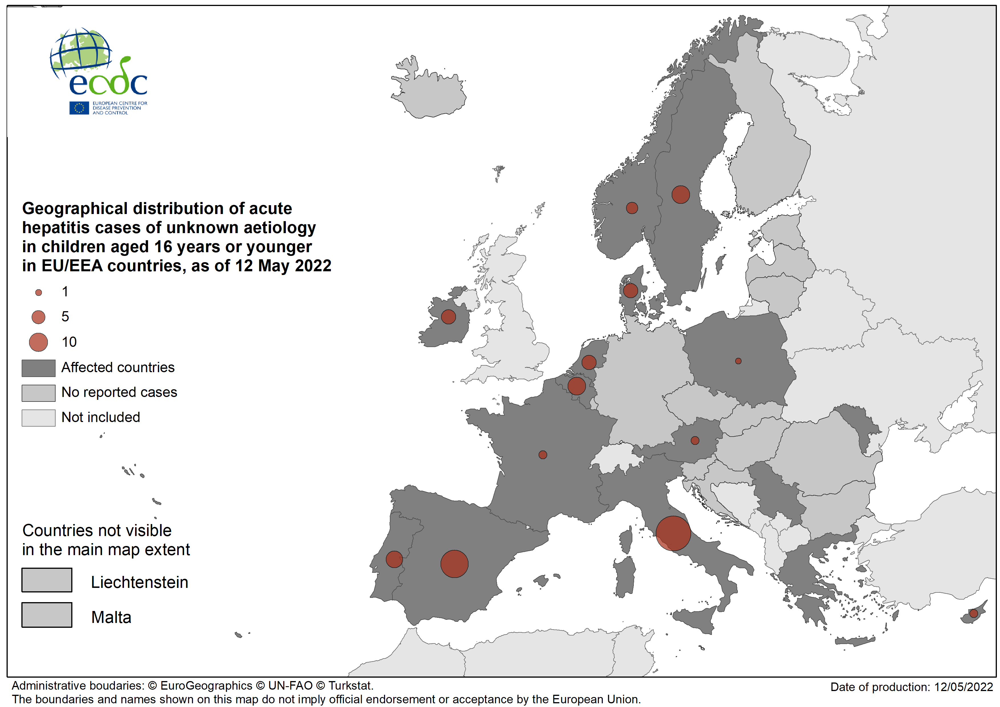 ecdc
EUROPEAN CENTRE FOR
DISEASE PREVENTION
AND CONTROL
Geographical distribution of acute
hepatitis cases of unknown aetiology
in children aged 16 years or younger
in EU/EEA countries, as of 12 May 2022
1
5
10
Affected countries
No reported cases
Not included
Countries not visible
in the main map extent
Liechtenstein
Malta
Administrative boudaries: © EuroGeographics © UN-FAO © Turkstat.
The boundaries and names shown on this map do not imply official endorsement or acceptance by the European Union.
Date of production: 12/05/2022